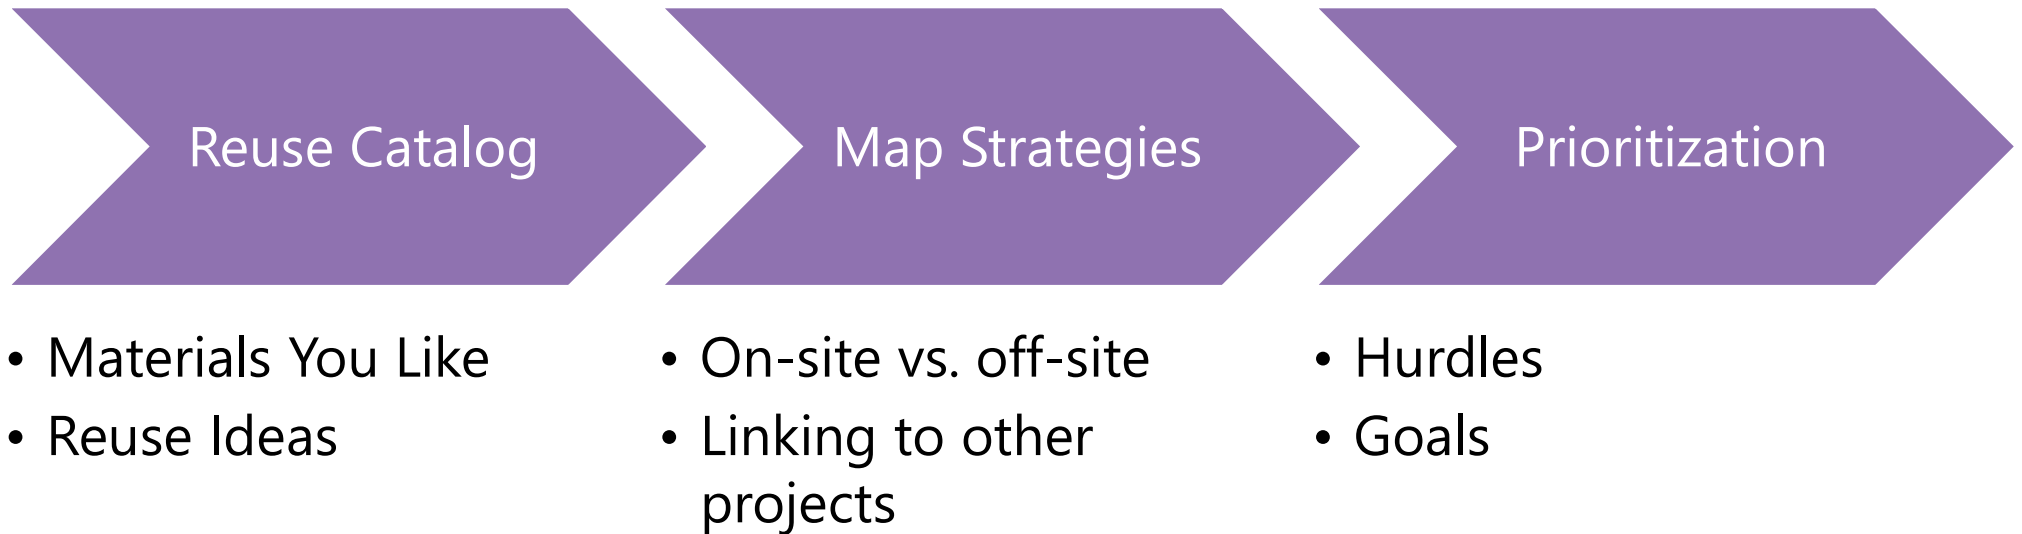 Reuse Catalog
• Materials You Like
• Reuse Ideas
Map Strategies
• On-site vs. off-site
• Linking to other
projects
Prioritization
• Hurdles
• Goals